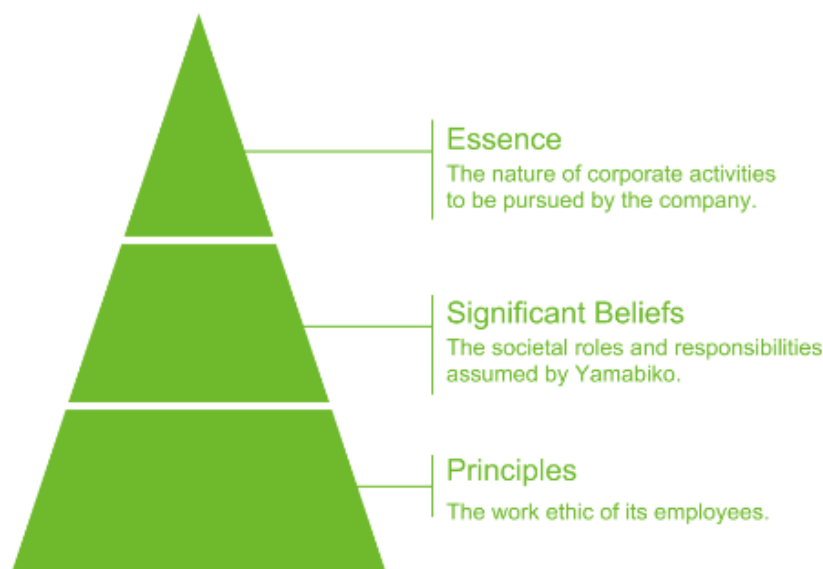 Essence
The nature of corporate activities
to be pursued by the company.
Significant Beliefs
The societal roles and responsibilities
assumed by Yamabiko.
Principles
The work ethic of its employees.